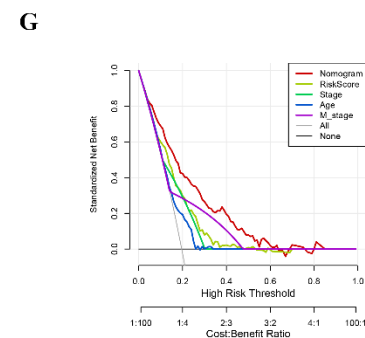 G
Nomogram
RiskScore
Stage
Age
M_stage
All
None
Standardized Net Benefit
1.0
0.8
0.6
0.4
0.2
0.0
0.0 0.2 0.4 0.6 0.8 1.0
High Risk Threshold
1:100 1:4 2:3 3:2 4:1 100:1
Cost:Benefit Ratio